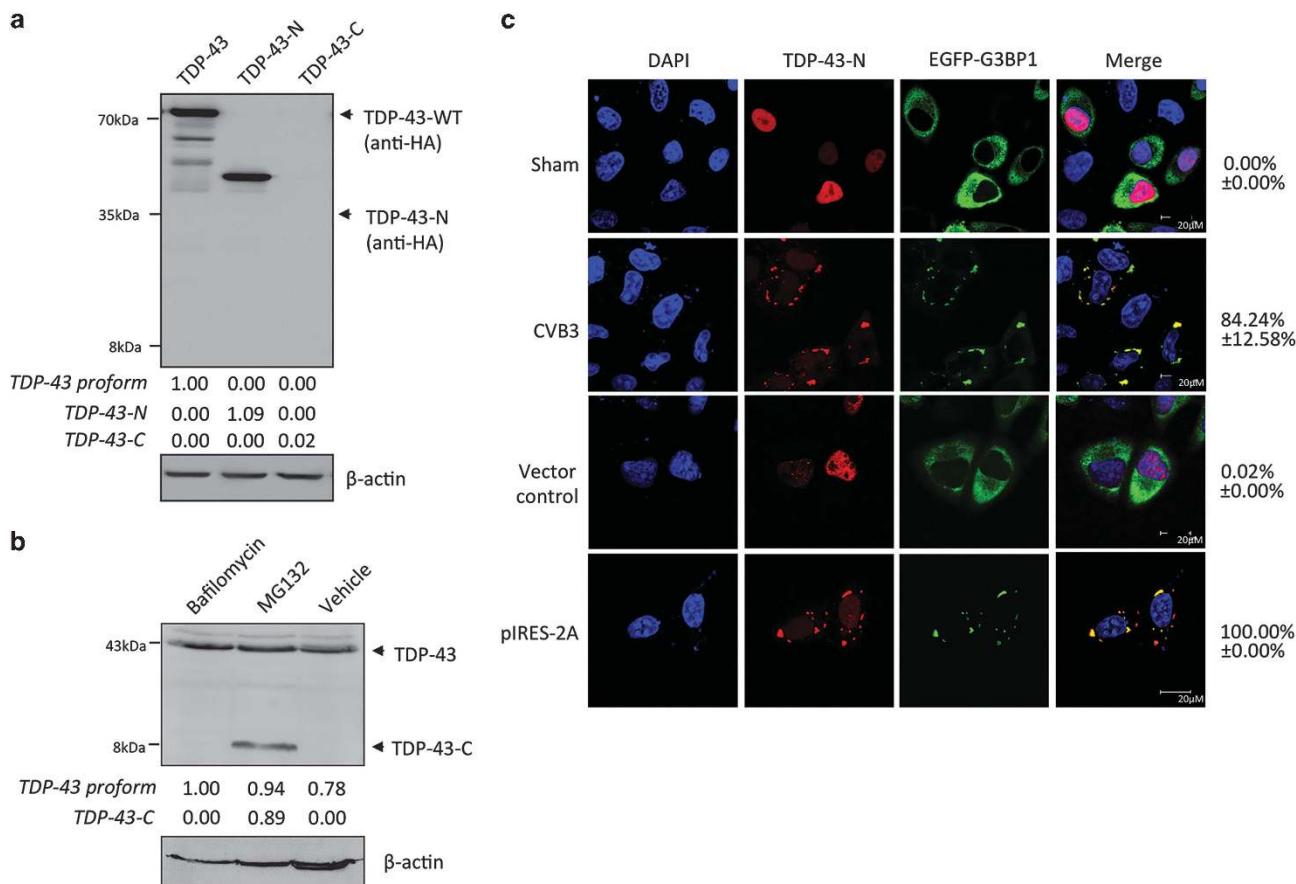 a
TDP-43
TDP-43-N
TDP-43-C
70kDa
TDP-43-WT
(anti-HA)
35kDa
TDP-43-N
(anti-HA)
8kDa
TDP-43 proform 1.00 0.00 0.00
TDP-43-N 0.00 1.09 0.00
TDP-43-C 0.00 0.00 0.02
β-actin
b
Bafilomycin
MG132
Vehicle
43kDa
TDP-43
8kDa
TDP-43-C
TDP-43 proform 1.00 0.94 0.78
TDP-43-C 0.00 0.89 0.00
β-actin
c
DAPI TDP-43-N EGFP-G3BP1 Merge
Sham
20µM
0.00%
±0.00%
CVB3
20µM
84.24%
±12.58%
Vector
control
20µM
0.02%
±0.00%
pIRES-2A
20µM
100.00%
±0.00%